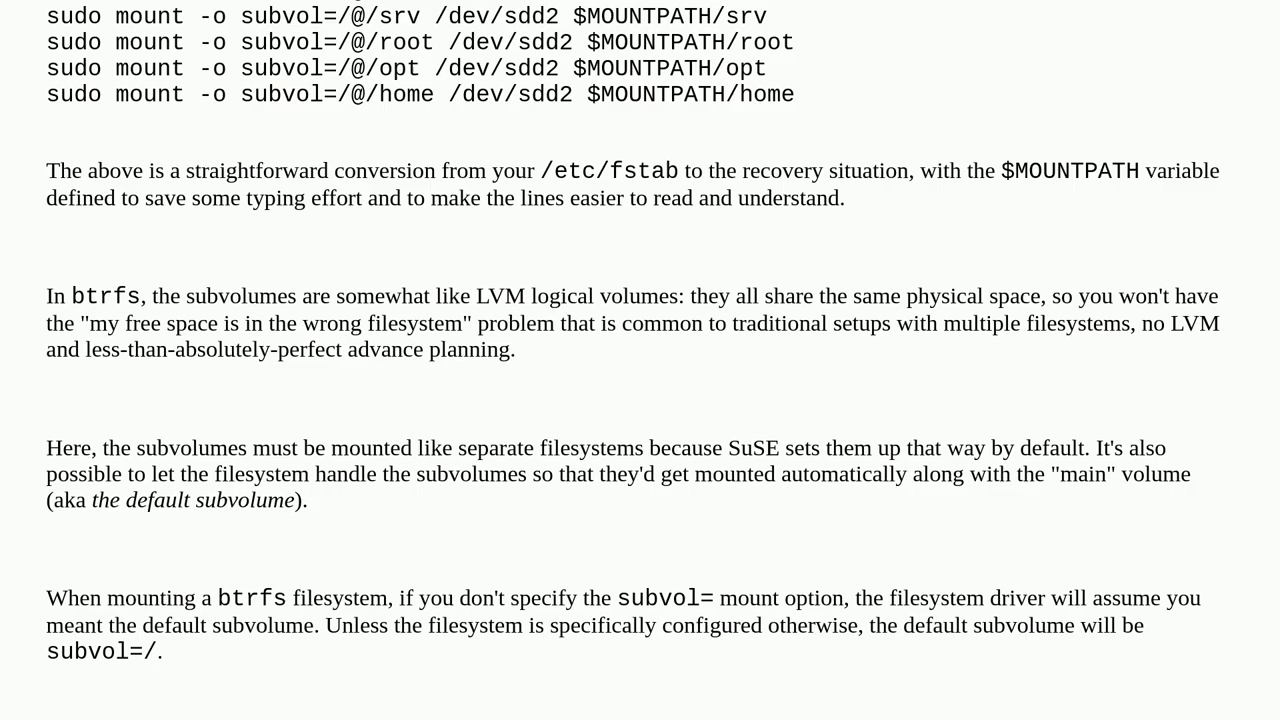 sudo mount -o subvol=/@/srv /dev/sdd2 $MOUNTPATH/srv
sudo mount -o subvol=/@/root /dev/sdd2 $MOUNTPATH/root
sudo mount -o subvol=/@/opt /dev/sdd2 $MOUNTPATH/opt
sudo mount -o subvol=/@/home /dev/sdd2 $MOUNTPATH/home
The above is a straightforward conversion from your /etc/fstab to the recovery situation, with the $MOUNTPATH variable
defined to save some typing effort and to make the lines easier to read and understand.
In btrfs, the subvolumes are somewhat like LVM logical volumes: they all share the same physical space, so you won't have
the "my free space is in the wrong filesystem" problem that is common to traditional setups with multiple filesystems, no LVM
and less-than-absolutely-perfect advance planning.
Here, the subvolumes must be mounted like separate filesystems because SuSE sets them up that way by default. It's also
possible to let the filesystem handle the subvolumes so that they'd get mounted automatically along with the "main" volume
(aka the default subvolume).
When mounting a btrfs filesystem, if you don't specify the subvol= mount option, the filesystem driver will assume you
meant the default subvolume. Unless the filesystem is specifically configured otherwise, the default subvolume will be
subvol=/.